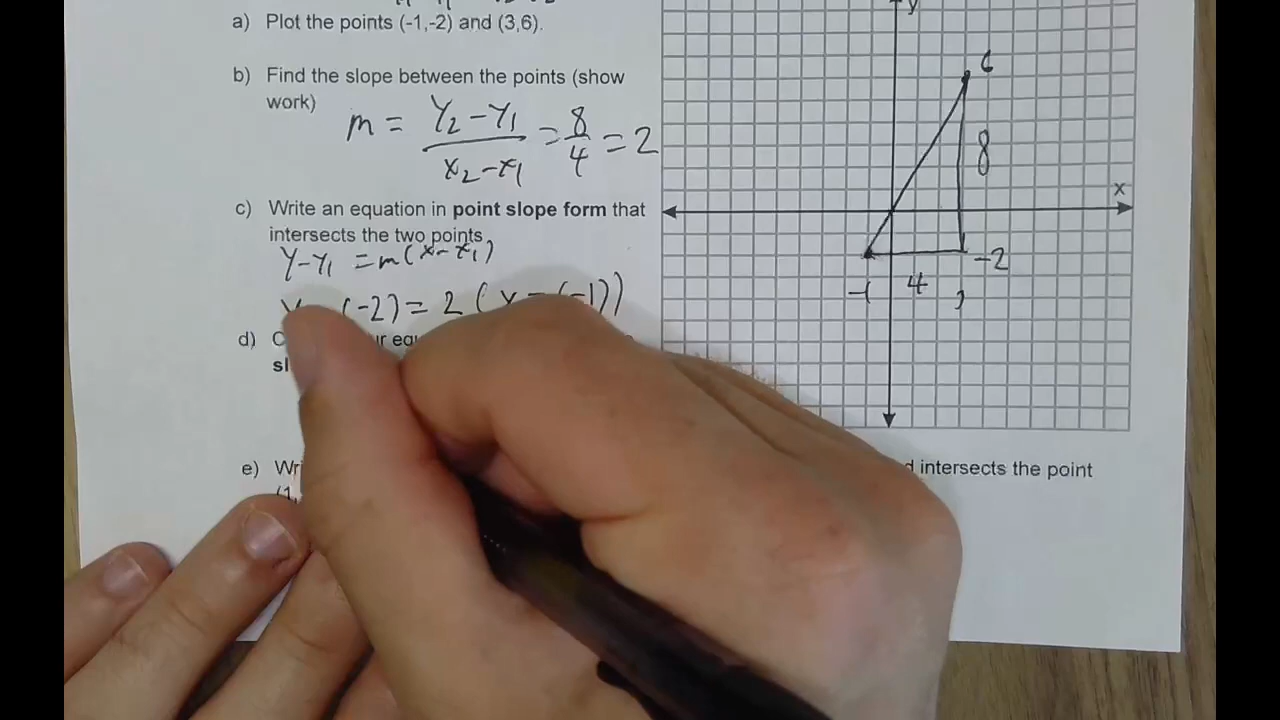 a) Plot the points (-1,-2) and (3,6).
b) Find the slope between the points (show
work)
m = Y₂-Y₁ / x₂-x₁ = 8/4 = 2
c) Write an equation in point slope form that
intersects the two points
Y-Y₁ = m(x-x₁)
(-2) = 2 (x - (-1))
d)
e)
intersects the point
y
6
8
x
-2
-1 4